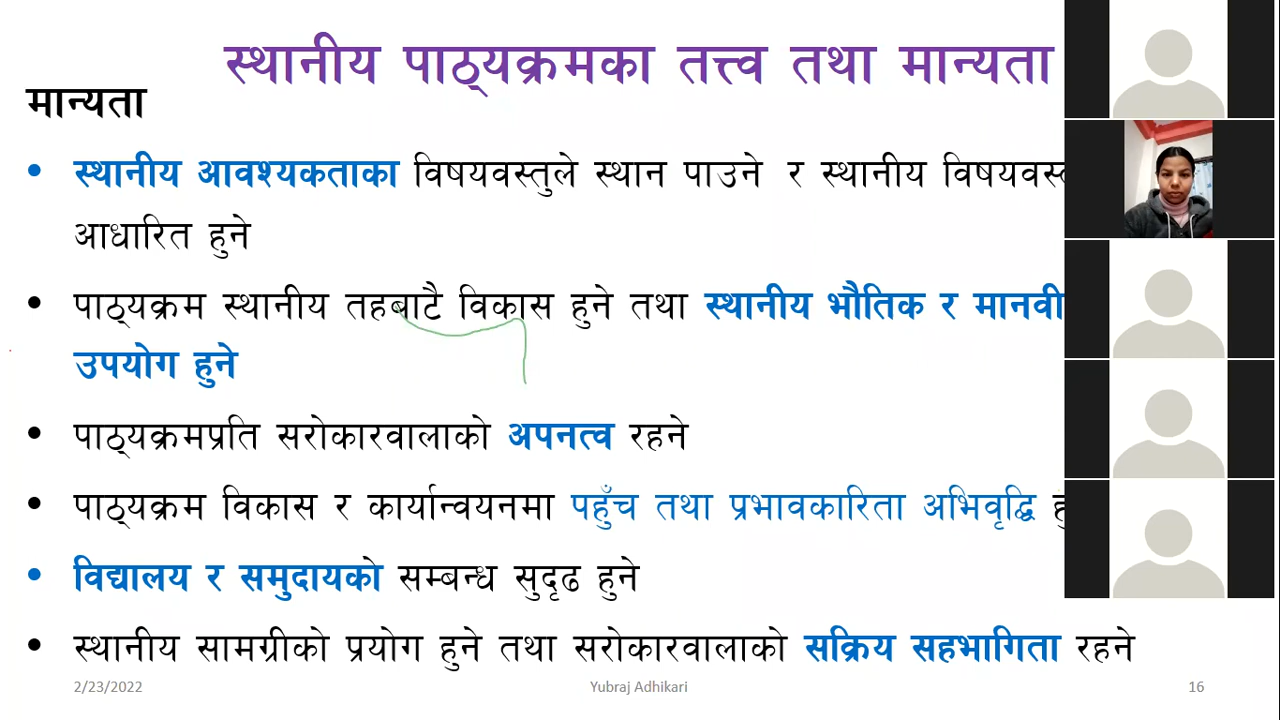 स्थानीय पाठ्यक्रमका तत्त्व तथा मान्यता
मान्यता
• स्थानीय आवश्यकताका विषयवस्तुले स्थान पाउने र स्थानीय
आधारित हुने
• पाठ्यक्रम स्थानीय तहबाटै विकास हुने तथा स्थानीय भौतिक र
उपयोग हुने
• पाठ्यक्रमप्रति सरोकारवालाको अपनत्व रहने
• पाठ्यक्रम विकास र कार्यान्वयनमा पहुँच तथा प्रभावकारिता अभिवृद्धि
• विद्यालय र समुदायको सम्बन्ध सुदृढ हुने
• स्थानीय सामग्रीको प्रयोग हुने तथा सरोकारवालाको सक्रिय सहभागिता रहने
2/23/2022 Yubraj Adhikari 16